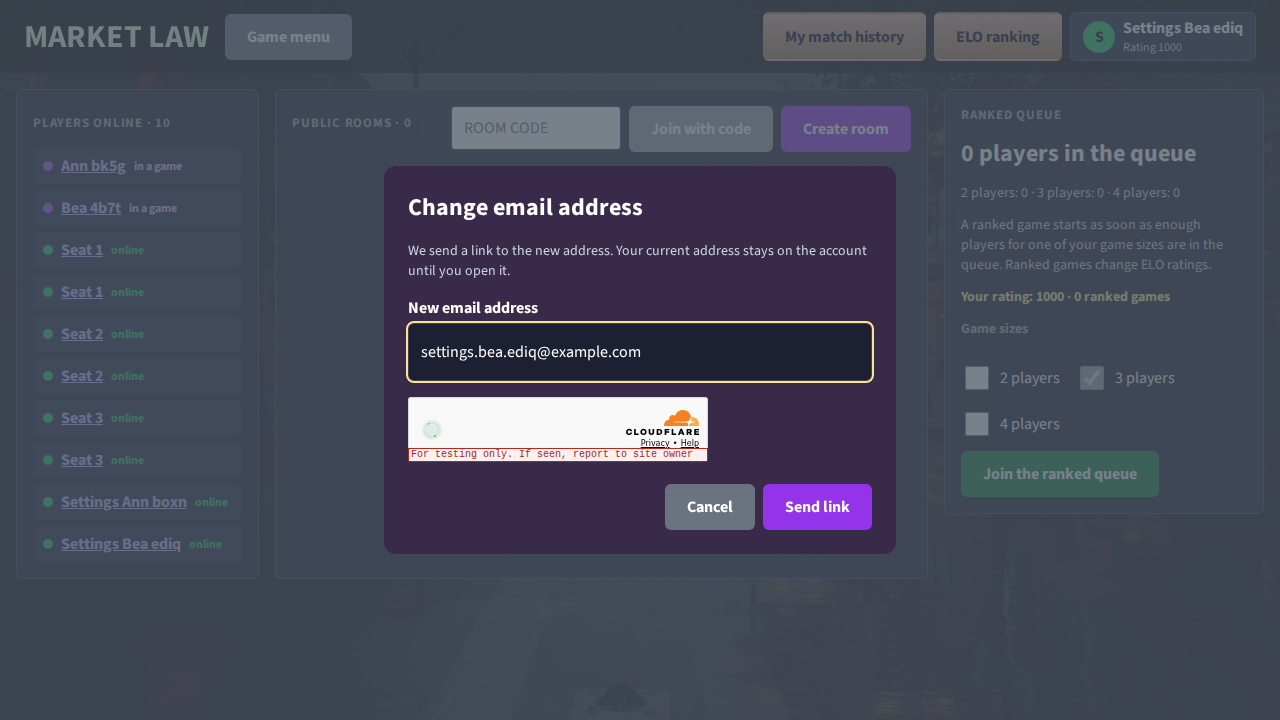 MARKET LAW
Game menu
My match history
ELO ranking
S
Settings Bea ediq
Rating 1000
PLAYERS ONLINE · 10
Ann bk5g in a game
Bea 4b7t in a game
Seat 1 online
Seat 1 online
Seat 2 online
Seat 2 online
Seat 3 online
Seat 3 online
Settings Ann boxn online
Settings Bea ediq online
PUBLIC ROOMS · 0
ROOM CODE
Join with code
Create room
Change email address
We send a link to the new address. Your current address stays on the account
until you open it.
New email address
settings.bea.ediq@example.com
CLOUDFLARE
Privacy • Help
For testing only. If seen, report to site owner
Cancel
Send link
RANKED QUEUE
0 players in the queue
2 players: 0 · 3 players: 0 · 4 players: 0
A ranked game starts as soon as enough
players for one of your game sizes are in the
queue. Ranked games change ELO ratings.
Your rating: 1000 · 0 ranked games
Game sizes
2 players
3 players
4 players
Join the ranked queue